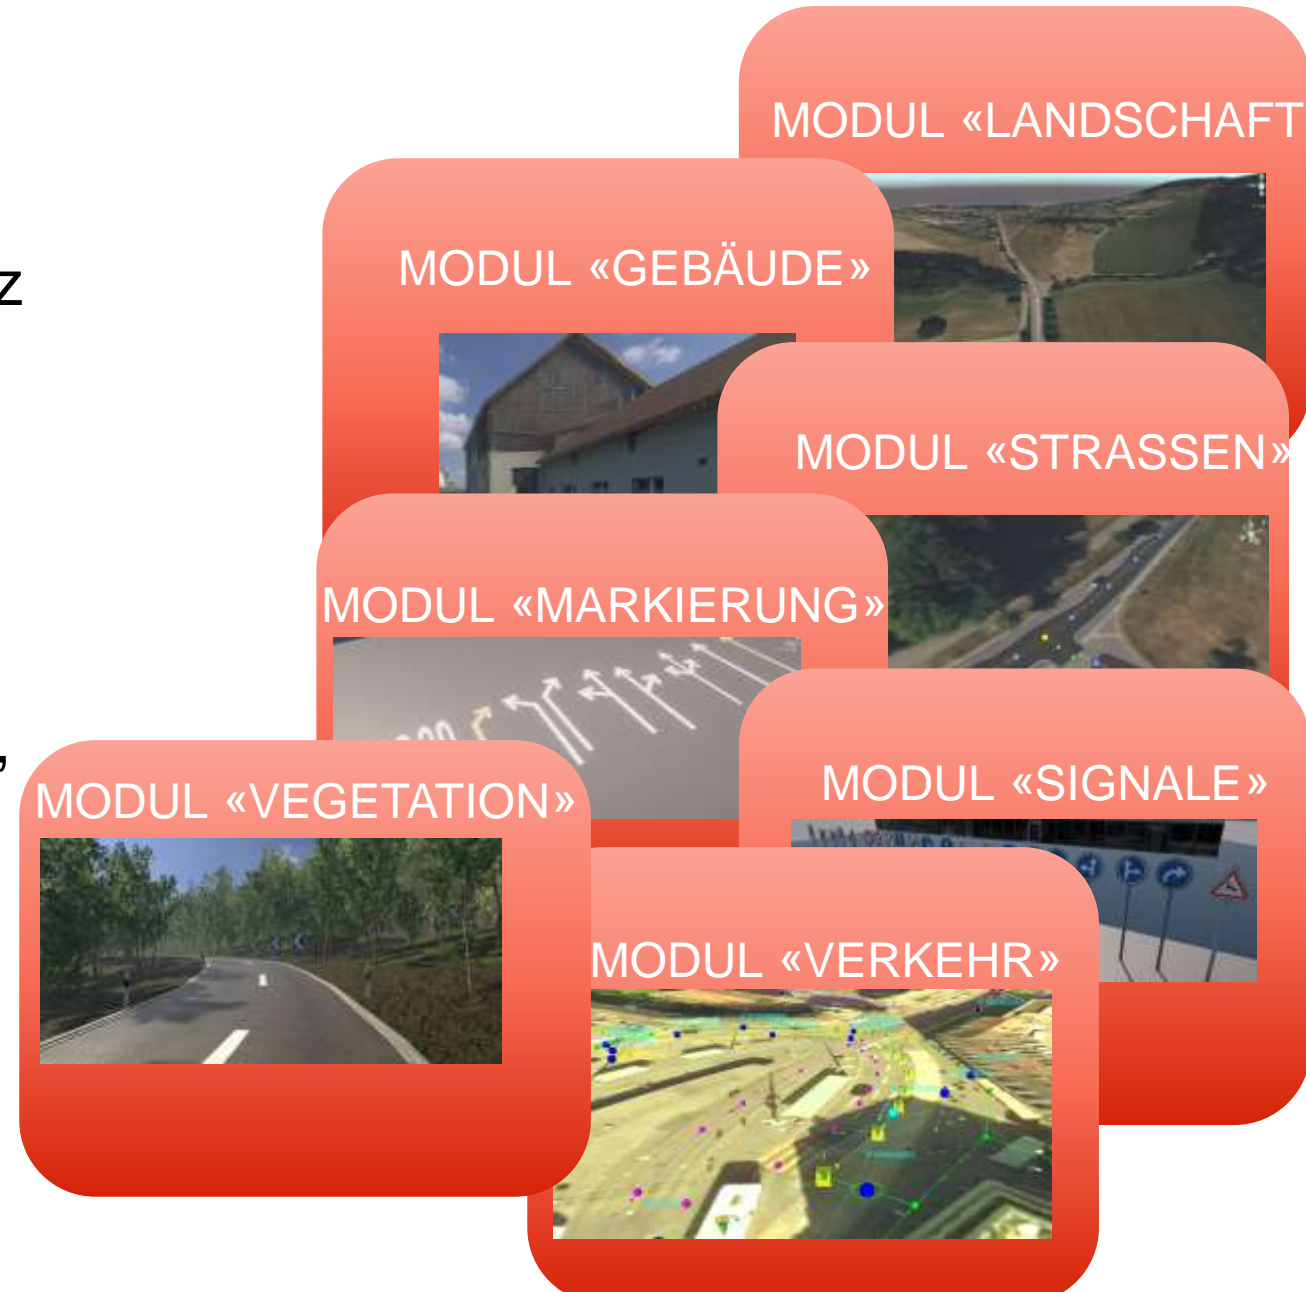 MODUL «LANDSCHAFT
MODUL «GEBÄUDE»
z
MODUL «STRASSEN»
MODUL «MARKIERUNG»
,
MODUL «VEGETATION»
MODUL «SIGNALE»
MODUL «VERKEHR»